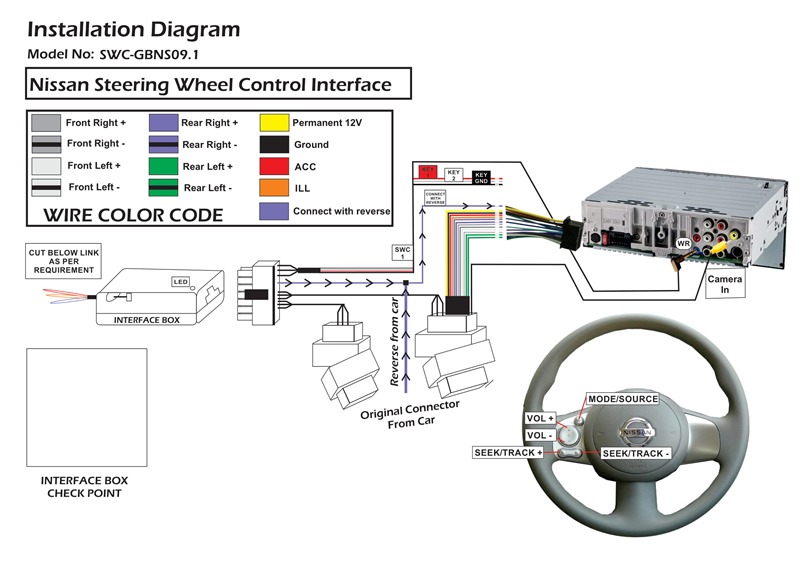 Installation Diagram
Model No: SWC-GBNS09.1
Nissan Steering Wheel Control Interface
Front Right +
Rear Right +
Permanent 12V
Front Right -
Rear Right -
Ground
Front Left +
Rear Left +
ACC
Front Left -
Rear Left -
ILL
WIRE COLOR CODE
Connect with reverse
KEY
1
KEY
2
KEY
GND
CONNECT
WITH
REVERSE
SWC
1
WR
Camera
In
CUT BELOW LINK
AS PER
REQUIREMENT
LED
INTERFACE BOX
Reverse from car
Original Connector
From Car
INTERFACE BOX
CHECK POINT
MODE/SOURCE
VOL +
VOL -
SEEK/TRACK +
SEEK/TRACK -
NISSAN